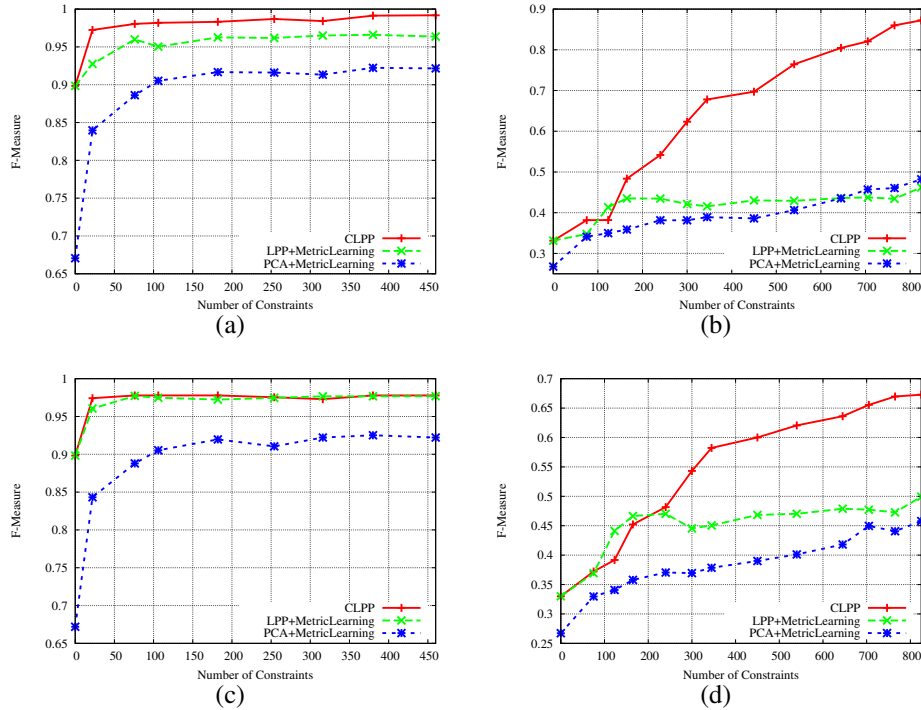 1
0.95
0.9
0.85
0.8
0.75
0.7
0.65
F-Measure
CLPP
LPP+MetricLearning
PCA+MetricLearning
0 50 100 150 200 250 300 350 400 450
Number of Constraints
(a)
0.9
0.8
0.7
0.6
0.5
0.4
0.3
F-Measure
CLPP
LPP+MetricLearning
PCA+MetricLearning
0 100 200 300 400 500 600 700 800
Number of Constraints
(b)
1
0.95
0.9
0.85
0.8
0.75
0.7
0.65
F-Measure
CLPP
LPP+MetricLearning
PCA+MetricLearning
0 50 100 150 200 250 300 350 400 450
Number of Constraints
(c)
0.7
0.65
0.6
0.55
0.5
0.45
0.4
0.35
0.3
0.25
F-Measure
CLPP
LPP+MetricLearning
PCA+MetricLearning
0 100 200 300 400 500 600 700 800
Number of Constraints
(d)